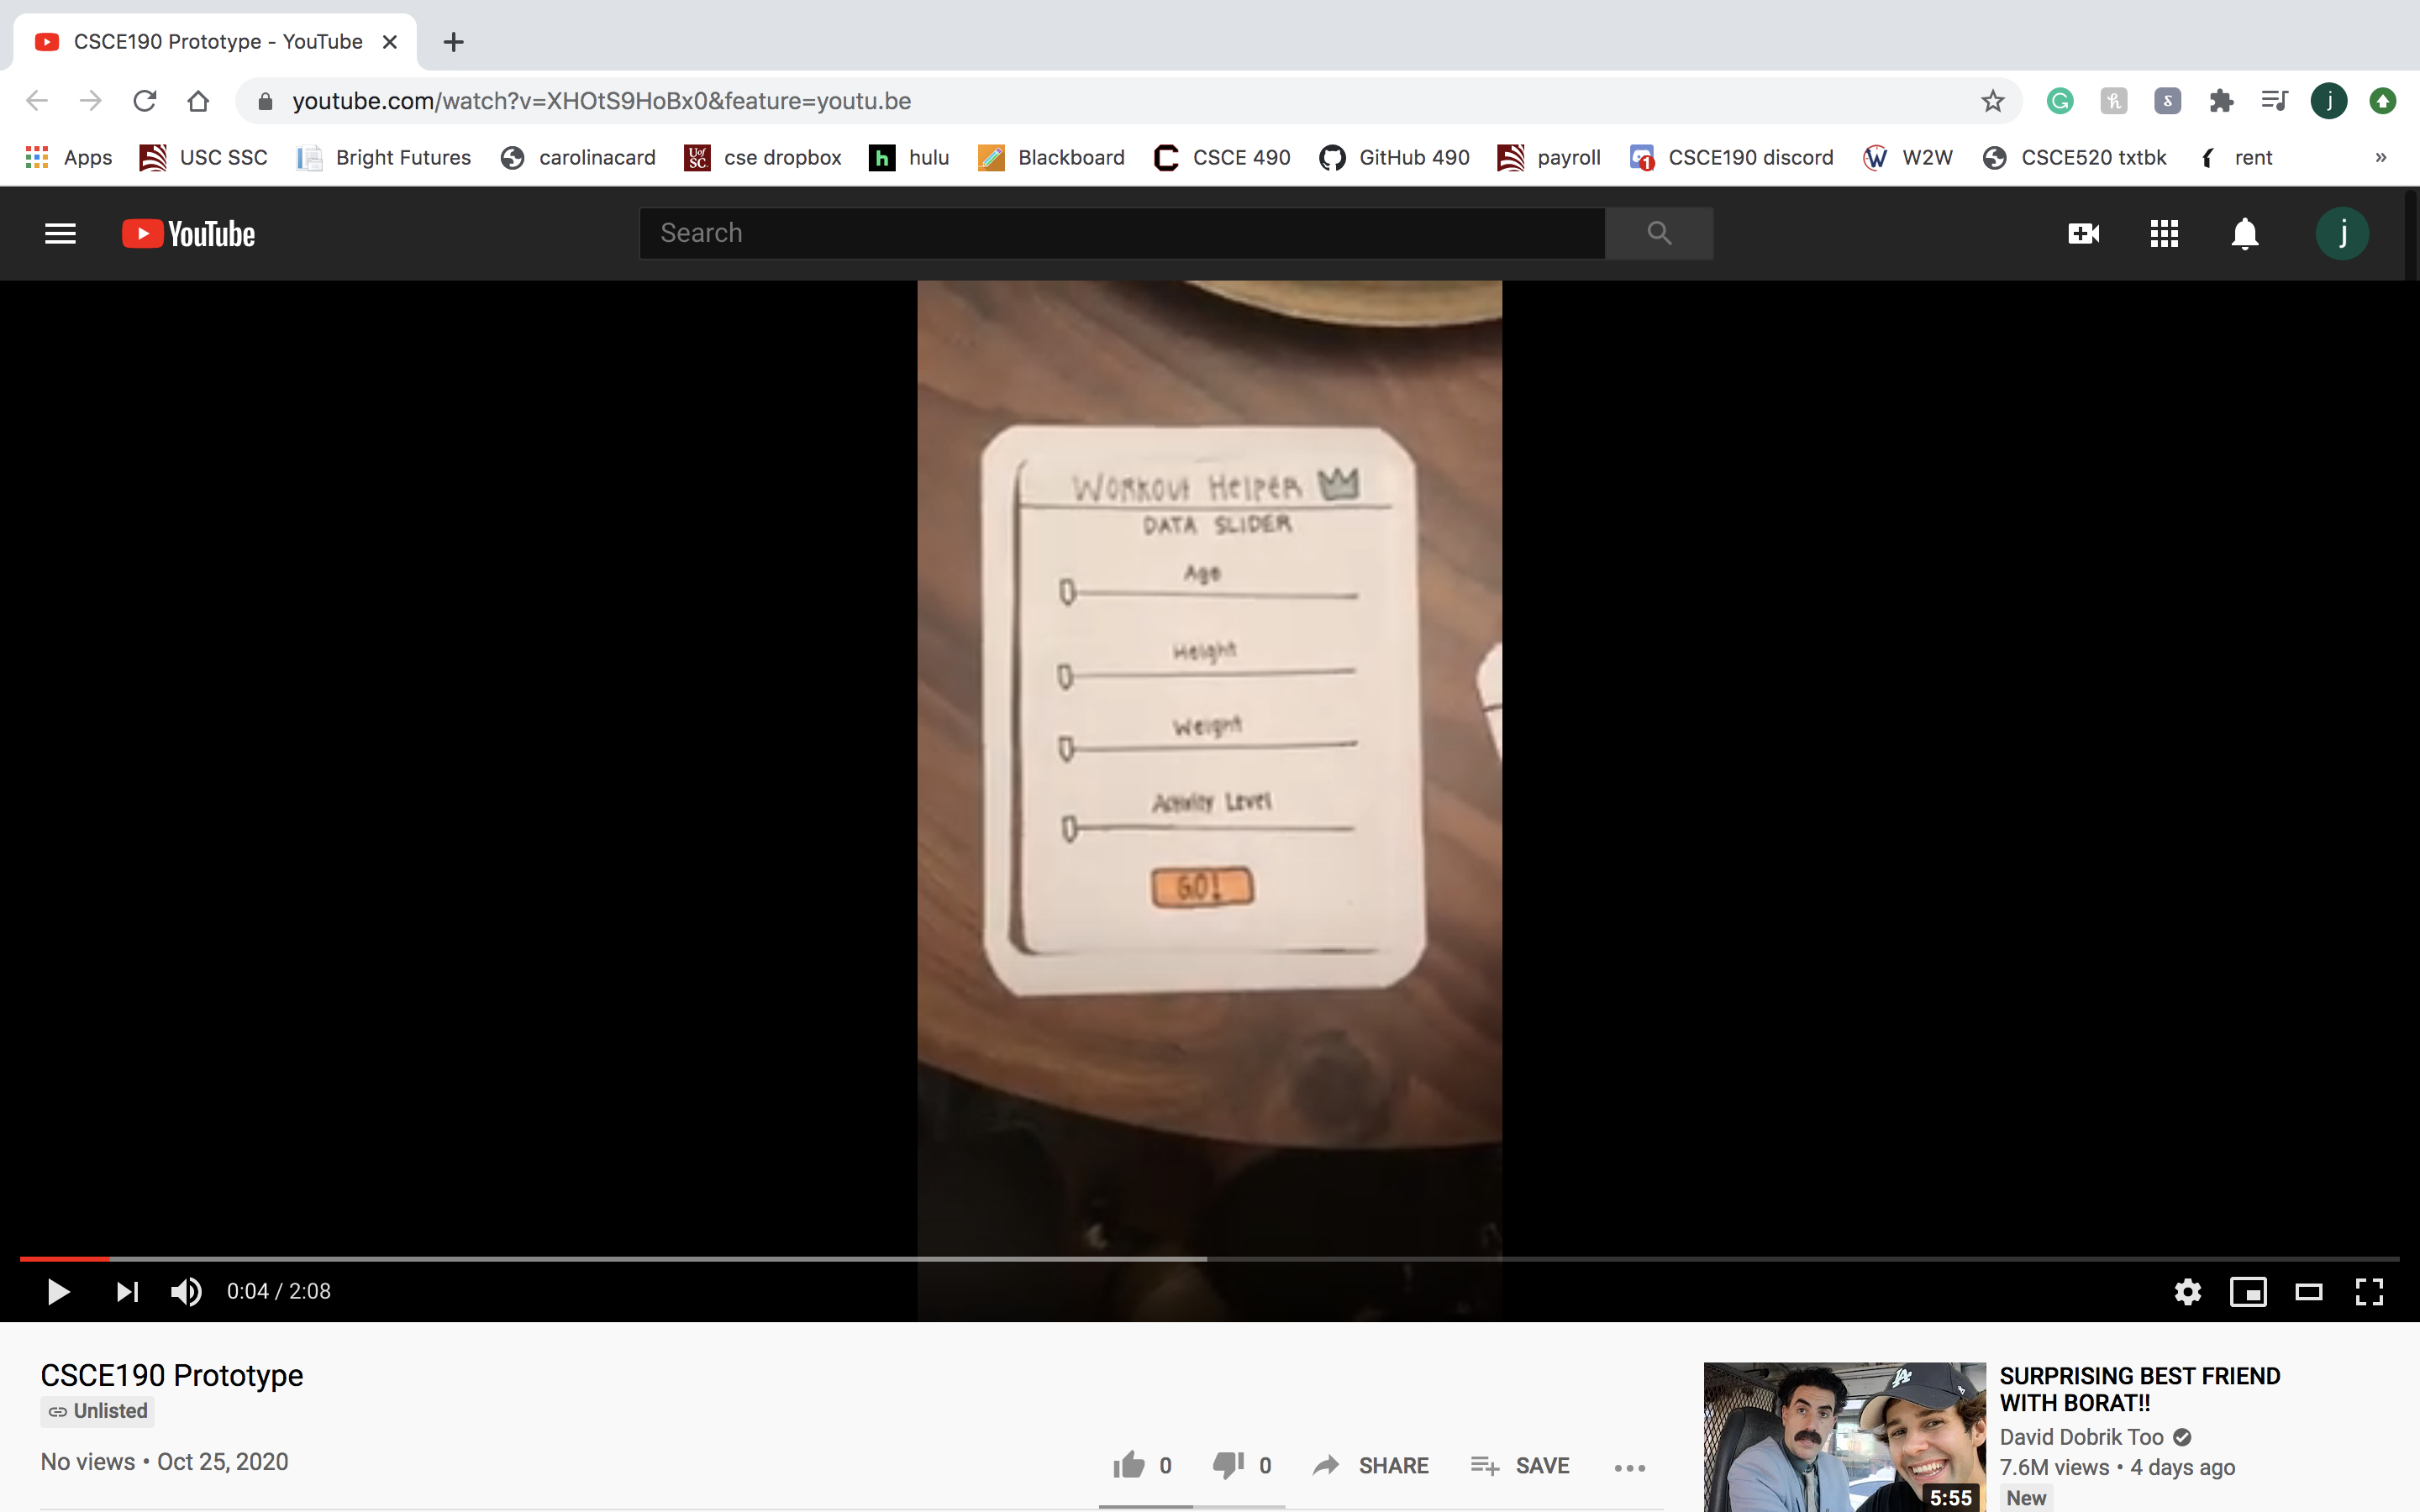 CSCE190 Prototype - YouTube
youtube.com/watch?v=XHOtS9HoBx0&feature=youtu.be
j
Apps USC SSC Bright Futures carolinacard UofSC cse dropbox h hulu Blackboard CSCE 490 GitHub 490 payroll 1 CSCE190 discord W W2W CSCE520 txtbk rent »
YouTube
Search
j
WORKOUT HELPER
DATA SLIDER
Age
Height
Weight
Activity Level
GO!
0:04 / 2:08
CSCE190 Prototype
Unlisted
No views • Oct 25, 2020
0 0 SHARE SAVE
SURPRISING BEST FRIEND
WITH BORAT!!
David Dobrik Too
7.6M views • 4 days ago
New
5:55